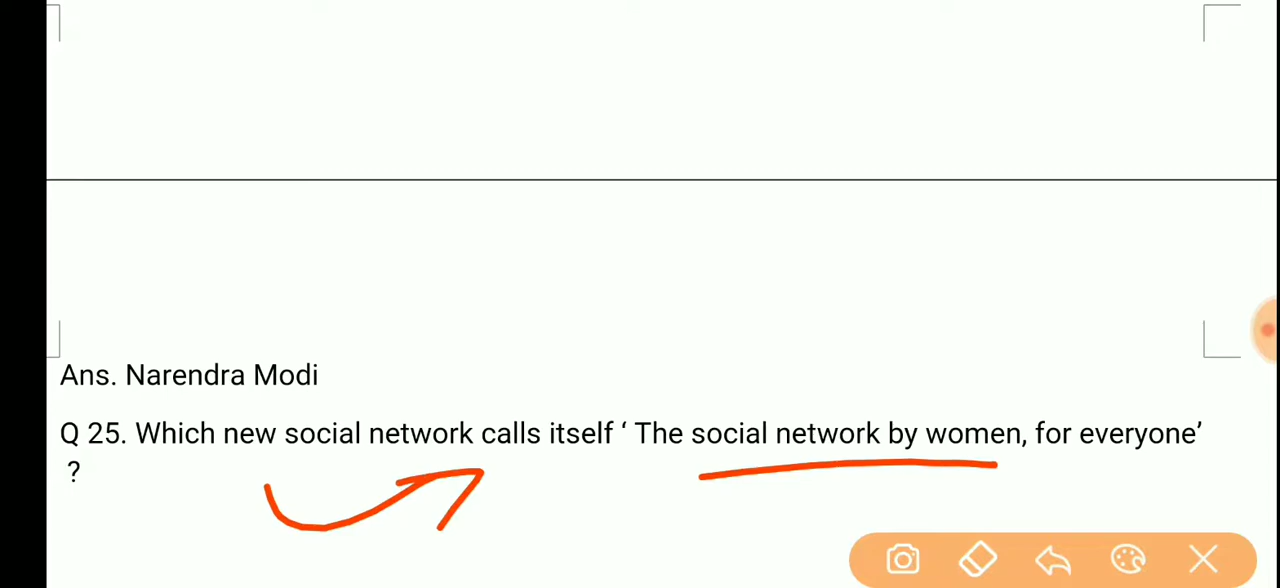 Ans. Narendra Modi
Q 25. Which new social network calls itself ‘ The social network by women, for everyone’
?